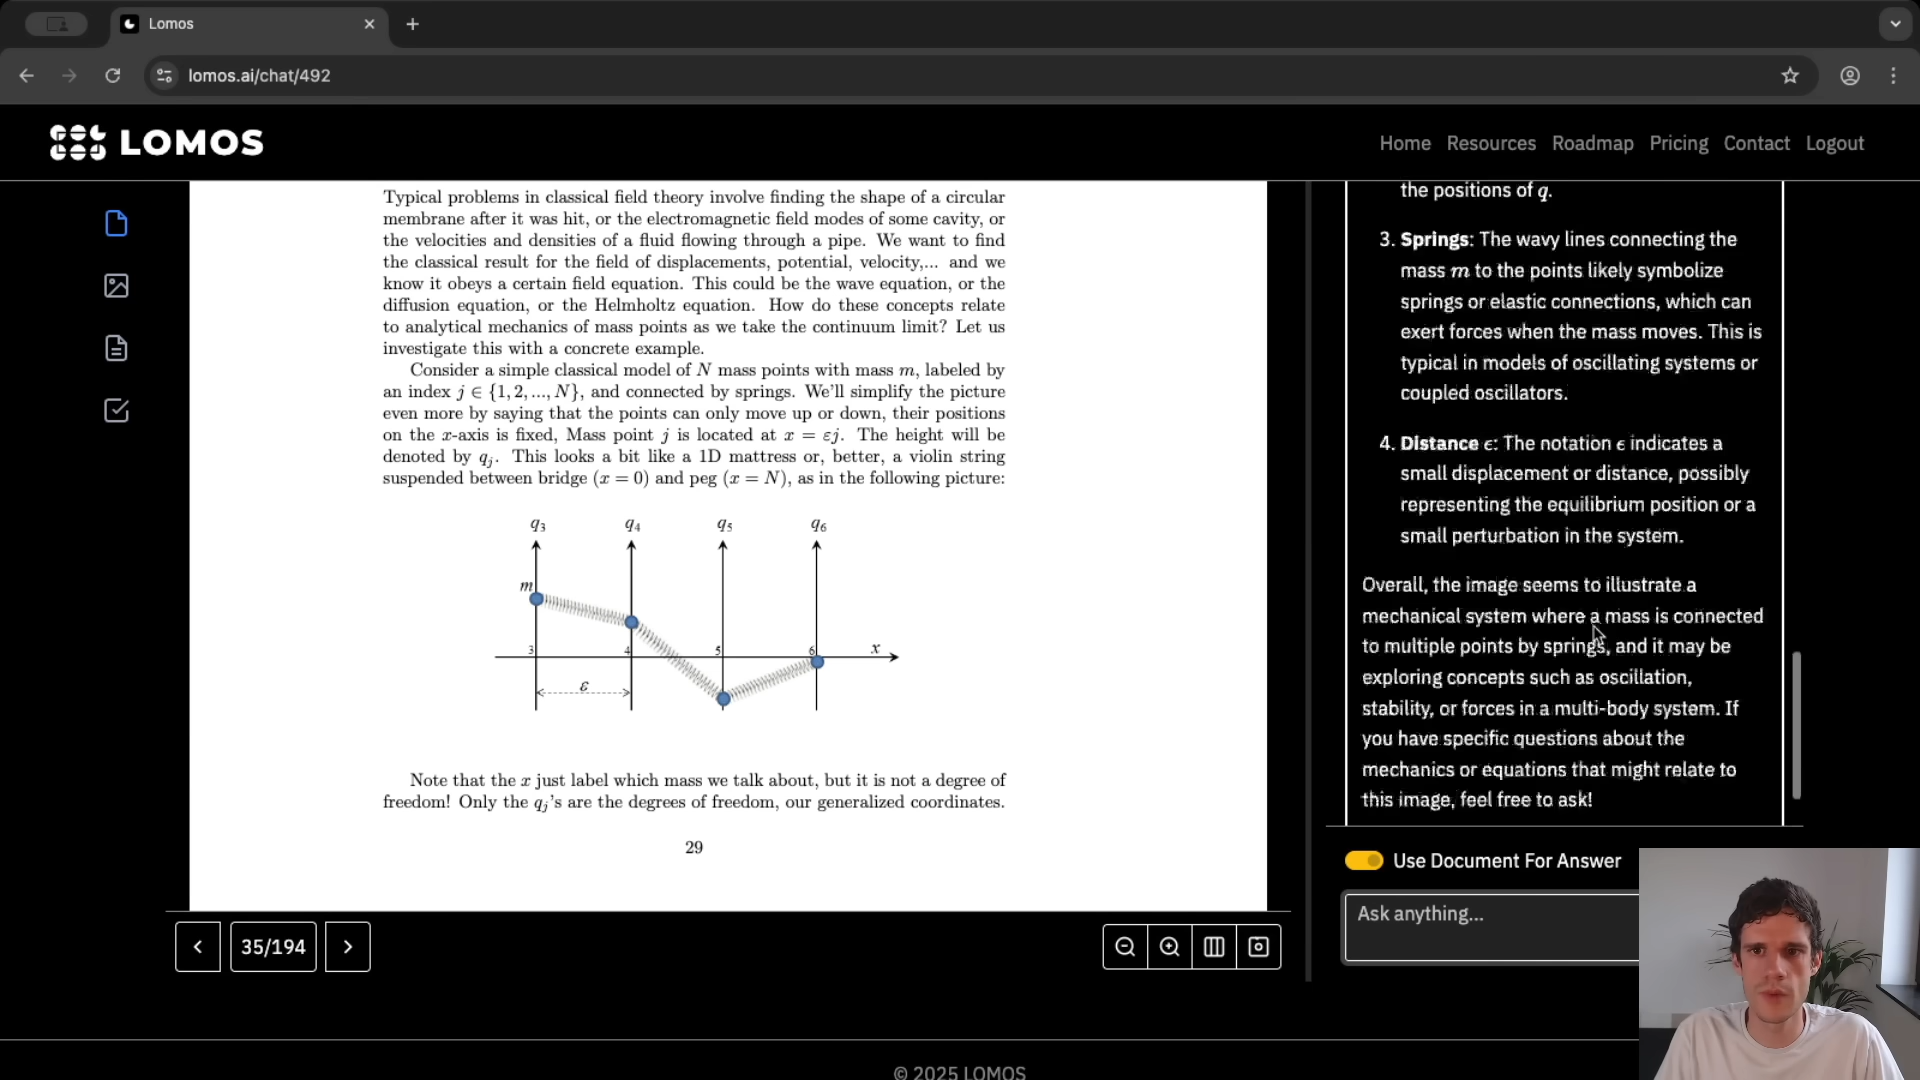 Lomos
lomos.ai/chat/492
LOMOS
Home Resources Roadmap Pricing Contact Logout
Typical problems in classical field theory involve finding the shape of a circular
membrane after it was hit, or the electromagnetic field modes of some cavity, or
the velocities and densities of a fluid flowing through a pipe. We want to find
the classical result for the field of displacements, potential, velocity,... and we
know it obeys a certain field equation. This could be the wave equation, or the
diffusion equation, or the Helmholtz equation. How do these concepts relate
to analytical mechanics of mass points as we take the continuum limit? Let us
investigate this with a concrete example.
Consider a simple classical model of N mass points with mass m, labeled by
an index j ∈ {1, 2, ..., N}, and connected by springs. We'll simplify the picture
even more by saying that the points can only move up or down, their positions
on the x-axis is fixed, Mass point j is located at x = εj. The height will be
denoted by qj. This looks a bit like a 1D mattress or, better, a violin string
suspended between bridge (x = 0) and peg (x = N), as in the following picture:
q3 q4 q5 q6
m
3 4 5 6 x
ε
Note that the x just label which mass we talk about, but it is not a degree of
freedom! Only the qj's are the degrees of freedom, our generalized coordinates.
29
35/194
the positions of q.
3. Springs: The wavy lines connecting the
mass m to the points likely symbolize
springs or elastic connections, which can
exert forces when the mass moves. This is
typical in models of oscillating systems or
coupled oscillators.
4. Distance ϵ: The notation ϵ indicates a
small displacement or distance, possibly
representing the equilibrium position or a
small perturbation in the system.
Overall, the image seems to illustrate a
mechanical system where a mass is connected
to multiple points by springs, and it may be
exploring concepts such as oscillation,
stability, or forces in a multi-body system. If
you have specific questions about the
mechanics or equations that might relate to
this image, feel free to ask!
Use Document For Answer
Ask anything...
© 2025 LOMOS